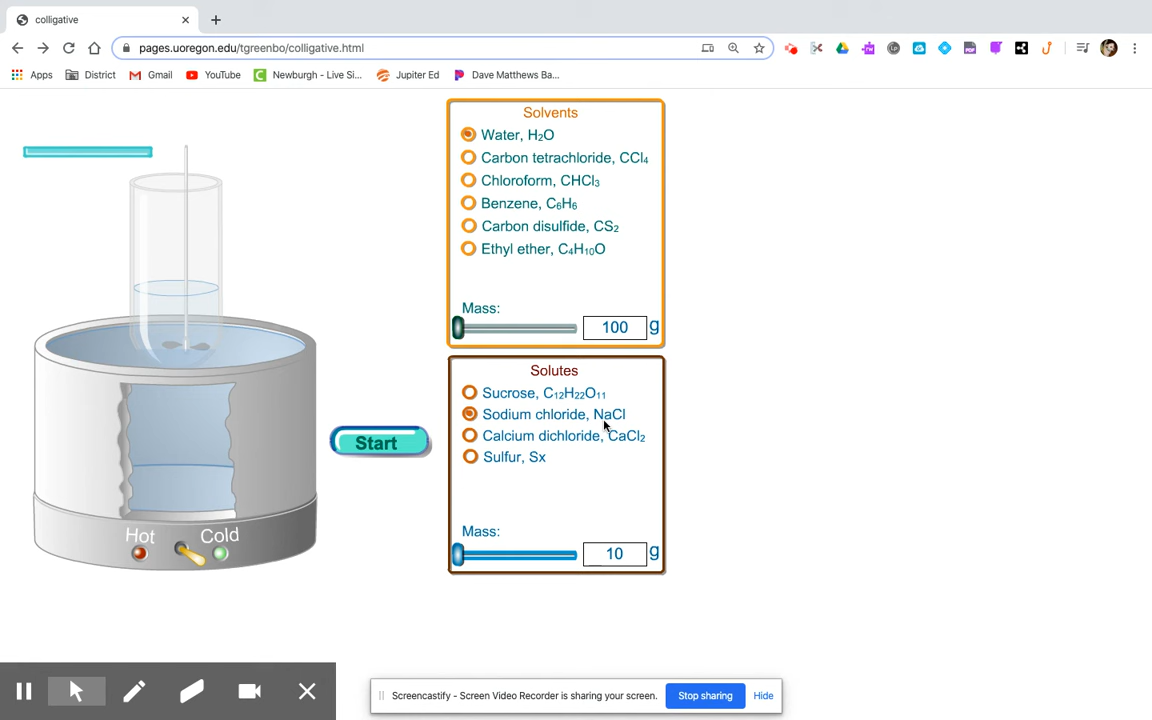 colligative
pages.uoregon.edu/tgreenbo/colligative.html
Apps
District
Gmail
YouTube
Newburgh - Live Si...
Jupiter Ed
Dave Matthews Ba...
Solvents
Water, H₂O
Carbon tetrachloride, CCl₄
Chloroform, CHCl₃
Benzene, C₆H₆
Carbon disulfide, CS₂
Ethyl ether, C₄H₁₀O
Mass:
100 g
Solutes
Sucrose, C₁₂H₂₂O₁₁
Sodium chloride, NaCl
Calcium dichloride, CaCl₂
Sulfur, Sx
Mass:
10 g
Start
Hot Cold
Screencastify - Screen Video Recorder is sharing your screen. Stop sharing Hide